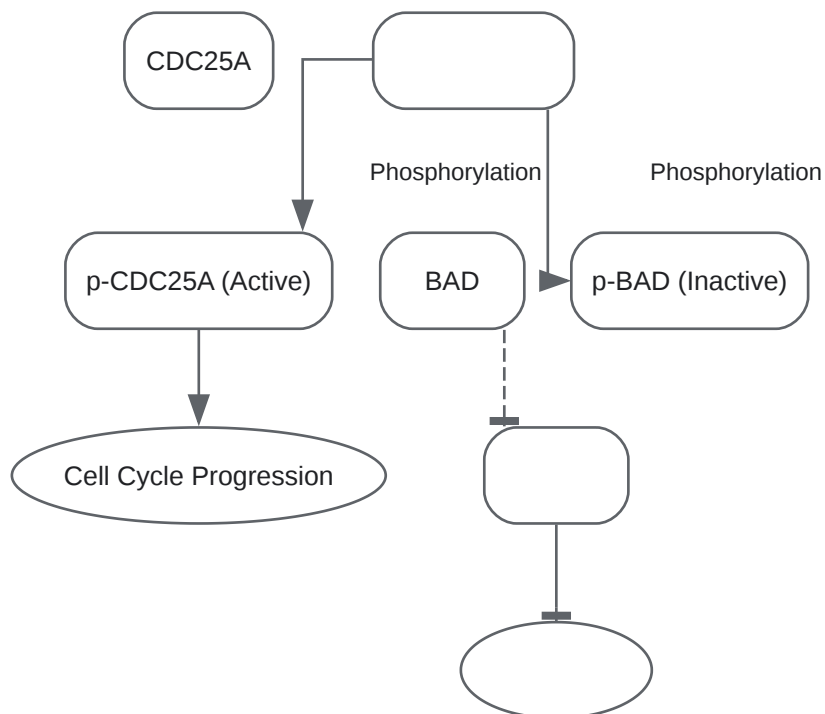 CDC25A
Phosphorylation
Phosphorylation
p-CDC25A (Active)
BAD
p-BAD (Inactive)
Cell Cycle Progression